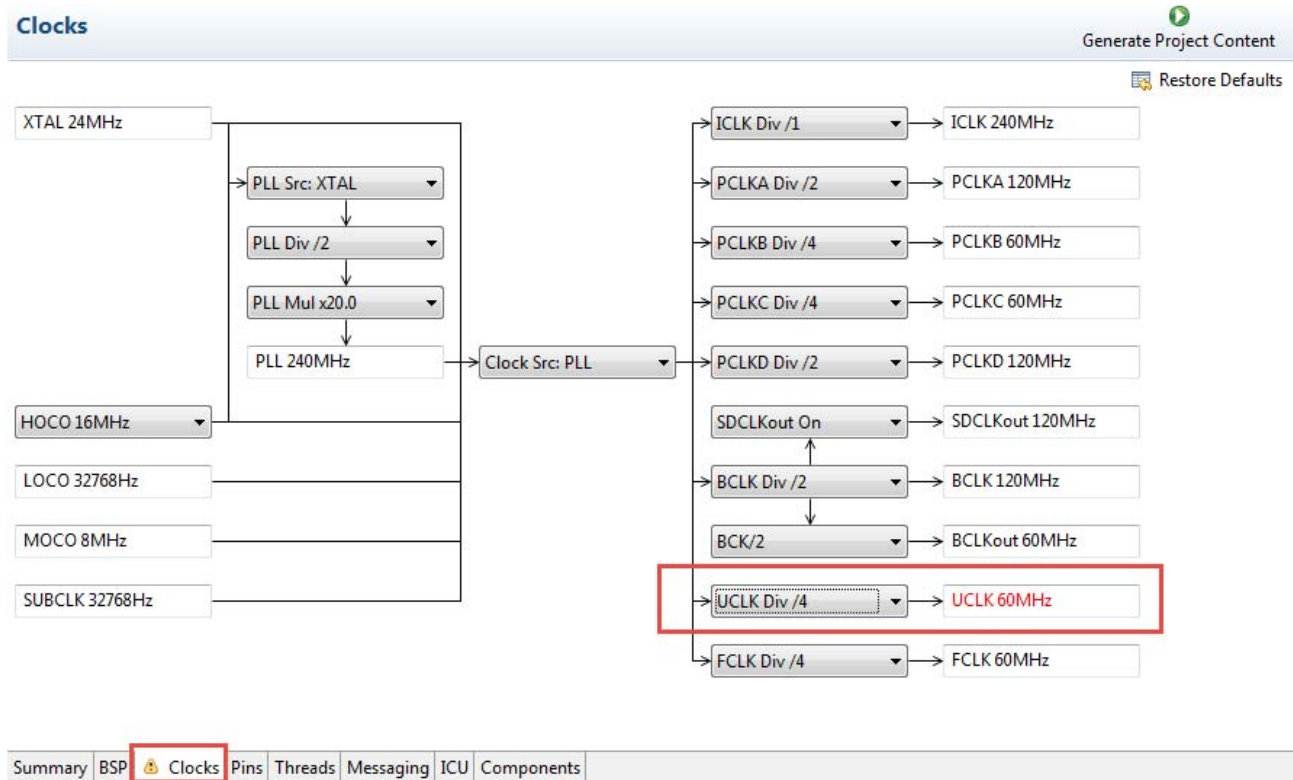 Clocks
Generate Project Content
Restore Defaults
XTAL 24MHz
ICLK Div /1
ICLK 240MHz
PLL Src: XTAL
PCLKA Div /2
PCLKA 120MHz
PLL Div /2
PCLKB Div /4
PCLKB 60MHz
PLL Mul x20.0
PCLKC Div /4
PCLKC 60MHz
PLL 240MHz
Clock Src: PLL
PCLKD Div /2
PCLKD 120MHz
HOCO 16MHz
SDCLKout On
SDCLKout 120MHz
LOCO 32768Hz
BCLK Div /2
BCLK 120MHz
MOCO 8MHz
BCK/2
BCLKout 60MHz
SUBCLK 32768Hz
UCLK Div /4
UCLK 60MHz
FCLK Div /4
FCLK 60MHz
Summary BSP Clocks Pins Threads Messaging ICU Components